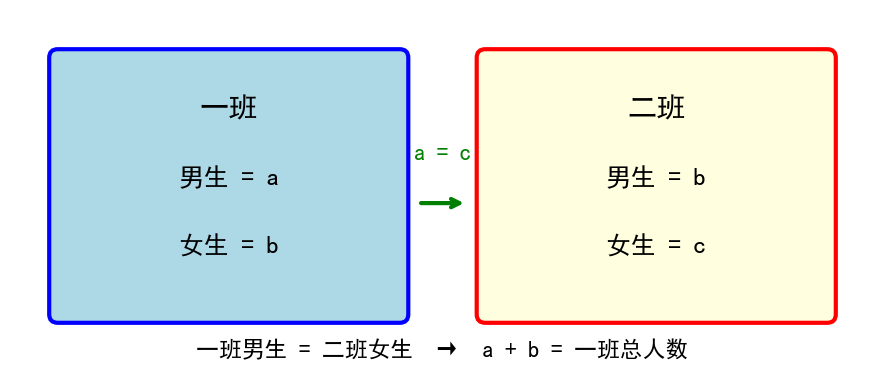 一班
男生 = a
女生 = b
a = c
二班
男生 = b
女生 = c
一班男生 = 二班女生 → a + b = 一班总人数